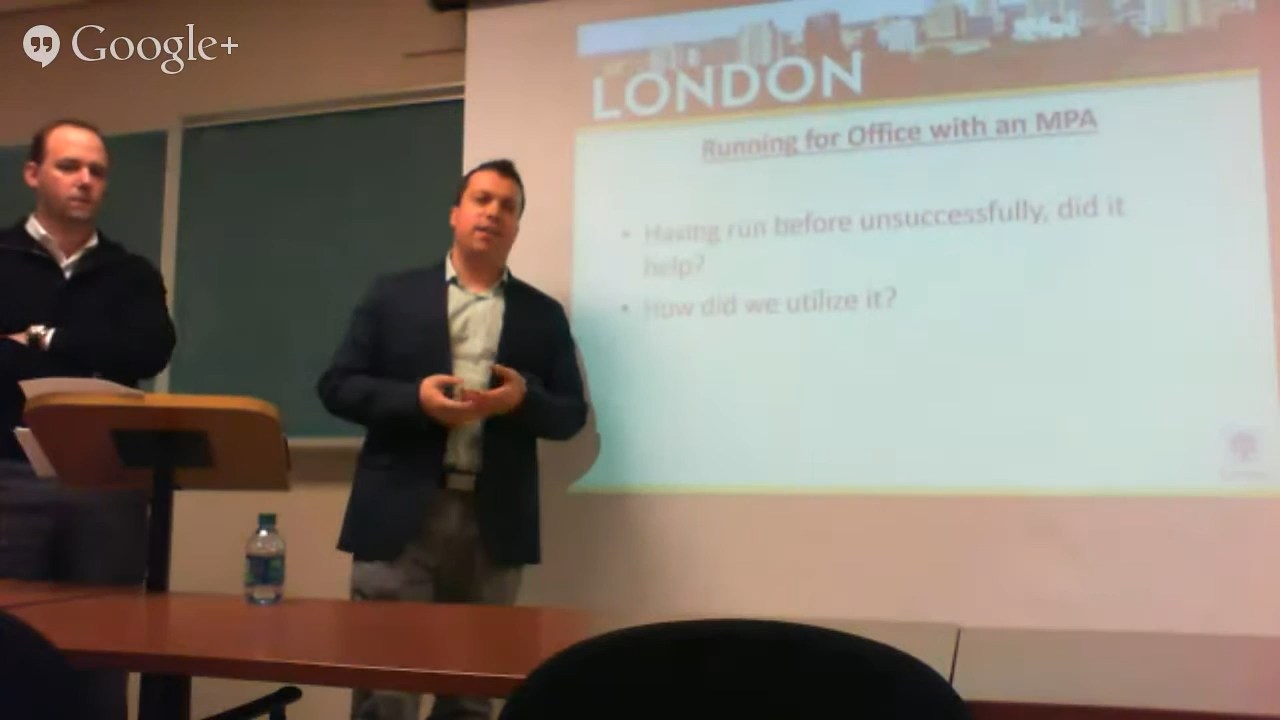 Google+
LONDON
Running for Office with an MPA
• Having run before unsuccessfully, did it
help?
• How did we utilize it?